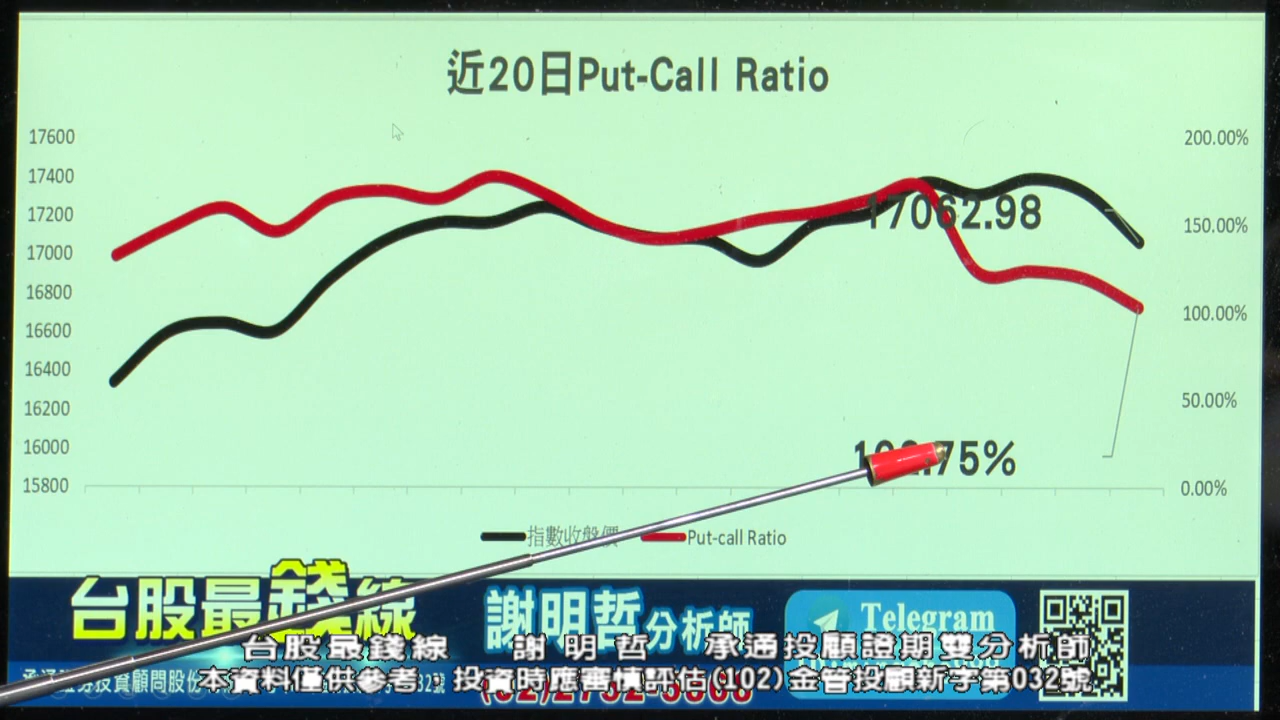 近20日Put-Call Ratio
17600
17400
17200
17000
16800
16600
16400
16200
16000
15800
200.00%
150.00%
100.00%
50.00%
0.00%
17062.98
.75%
指數收盤價
Put-call Ratio
台股最錢線
謝明哲分析師
Telegram
台股最錢線 謝明哲 承通投顧證期雙分析師
本資料僅供參考 投資時應審慎評估(102)金管投顧新字第032號